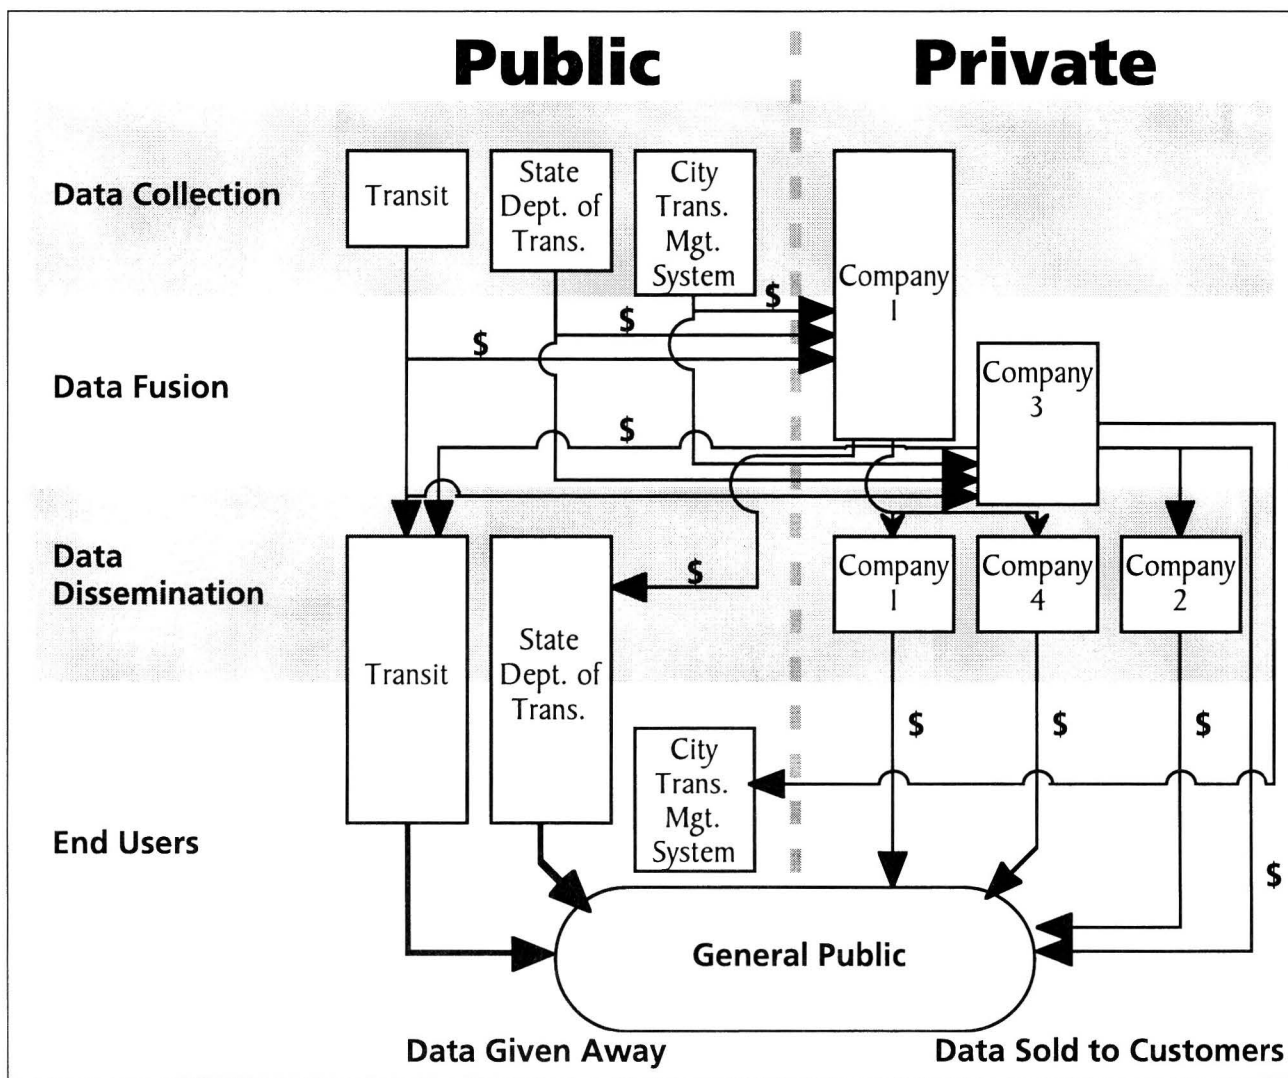 Public
Private
Data Collection
Transit
State
Dept. of
Trans.
City
Trans.
Mgt.
System
Company
1
$
$
$
Data Fusion
Company
3
$
Data
Dissemination
Transit
State
Dept. of
Trans.
$
Company
1
Company
4
Company
2
$
$
$
City
Trans.
Mgt.
System
End Users
$
General Public
Data Given Away
Data Sold to Customers